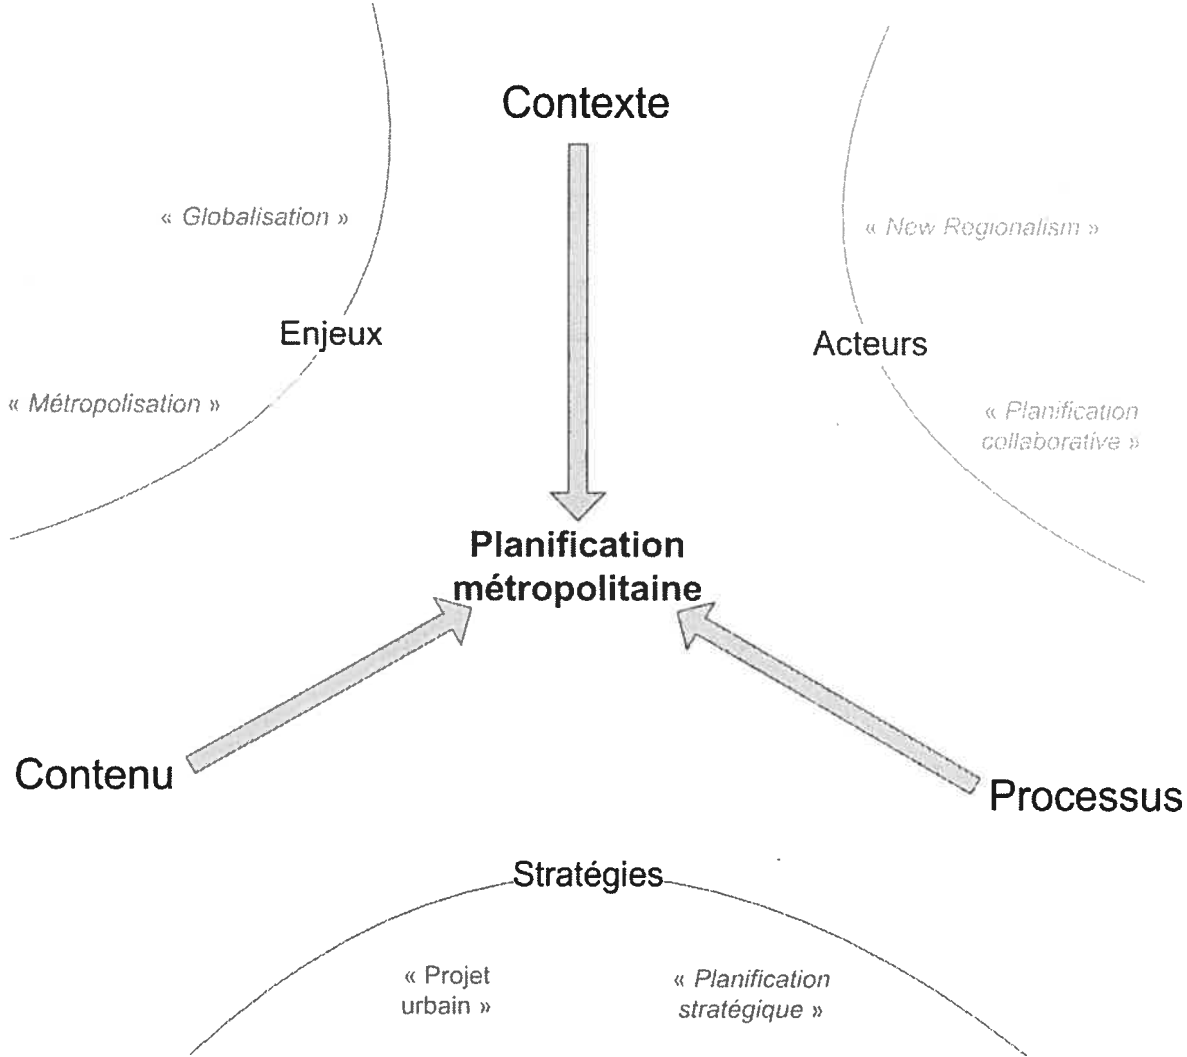 Contexte
« Globalisation »
« New Regionalism »
Enjeux
Acteurs
« Métropolisation »
« Planification
collaborative »
Planification
métropolitaine
Contenu
Processus
Stratégies
« Projet
urbain »
« Planification
stratégique »